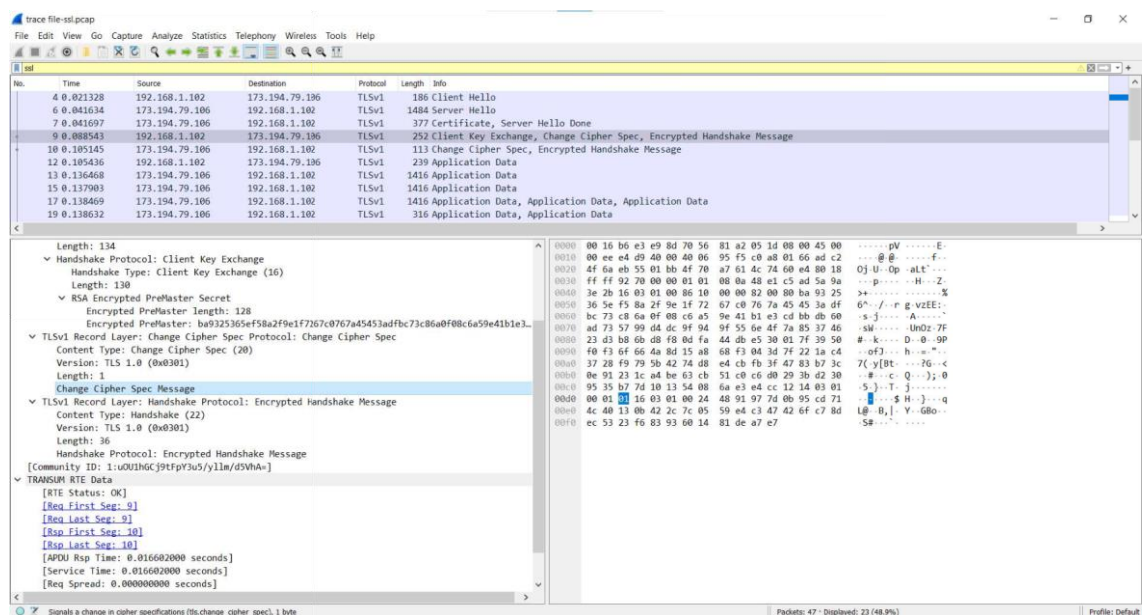 trace file-ssl.pcap
File Edit View Go Capture Analyze Statistics Telephony Wireless Tools Help
ssl
No. Time Source Destination Protocol Length Info
4 0.021328 192.168.1.102 173.194.79.106 TLSv1 186 Client Hello
6 0.041634 173.194.79.106 192.168.1.102 TLSv1 1484 Server Hello
7 0.041697 173.194.79.106 192.168.1.102 TLSv1 377 Certificate, Server Hello Done
9 0.088543 192.168.1.102 173.194.79.106 TLSv1 252 Client Key Exchange, Change Cipher Spec, Encrypted Handshake Message
10 0.105145 173.194.79.106 192.168.1.102 TLSv1 113 Change Cipher Spec, Encrypted Handshake Message
12 0.105436 192.168.1.102 173.194.79.106 TLSv1 239 Application Data
13 0.136468 173.194.79.106 192.168.1.102 TLSv1 1416 Application Data
15 0.137903 173.194.79.106 192.168.1.102 TLSv1 1416 Application Data
17 0.138469 173.194.79.106 192.168.1.102 TLSv1 1416 Application Data, Application Data, Application Data
19 0.138632 173.194.79.106 192.168.1.102 TLSv1 316 Application Data, Application Data
Length: 134
Handshake Protocol: Client Key Exchange
Handshake Type: Client Key Exchange (16)
Length: 130
RSA Encrypted PreMaster Secret
Encrypted PreMaster length: 128
Encrypted PreMaster: ba9325365ef58a2f9e1f7267c0767a45453adfbc73c86a0f08c6a59e41b1e3…
TLSv1 Record Layer: Change Cipher Spec Protocol: Change Cipher Spec
Content Type: Change Cipher Spec (20)
Version: TLS 1.0 (0x0301)
Length: 1
Change Cipher Spec Message
TLSv1 Record Layer: Handshake Protocol: Encrypted Handshake Message
Content Type: Handshake (22)
Version: TLS 1.0 (0x0301)
Length: 36
Handshake Protocol: Encrypted Handshake Message
[Community ID: 1:uOU1hGCj9tFpY3u5/yllm/d5VhA=]
TRANSUM RTE Data
[RTE Status: OK]
[Req First Seg: 9]
[Req Last Seg: 9]
[Rsp First Seg: 10]
[Rsp Last Seg: 10]
[APDU Rsp Time: 0.016602000 seconds]
[Service Time: 0.016602000 seconds]
[Req Spread: 0.000000000 seconds]
0000 00 16 b6 e3 e9 8d 70 56 81 a2 05 1d 08 00 45 00
0010 00 ee e4 d9 40 00 40 06 95 f5 c0 a8 01 66 ad c2
0020 4f 6a eb 55 01 bb 4f 70 a7 61 4c 74 60 e4 80 18
0030 ff ff 92 70 00 00 01 01 08 0a 48 e1 c5 ad 5a 9a
0040 3e 2b 16 03 01 00 86 10 00 00 82 00 80 ba 93 25
0050 36 5e f5 8a 2f 9e 1f 72 67 c0 76 7a 45 45 3a df
0060 bc 73 c8 6a 0f 08 c6 a5 9e 41 b1 e3 cd bb db 60
0070 ad 73 57 99 d4 dc 9f 94 9f 55 6e 4f 7a 85 37 46
0080 23 d3 b8 6b d8 f8 0d fa 44 db e5 30 01 7f 39 50
0090 f0 f3 6f 66 4a 8d 15 a8 68 f3 04 3d 7f 22 1a c4
00a0 37 28 f9 79 5b 42 74 d8 e4 cb fb 3f 47 83 b7 3c
00b0 0e 91 23 1c a4 be 63 cb 51 c0 c6 d0 29 3b d2 30
00c0 95 35 b7 7d 10 13 54 08 6a e3 e4 cc 12 14 03 01
00d0 00 01 01 16 03 01 00 24 48 91 97 7d 0b 95 cd 71
00e0 4c 40 13 0b 42 2c 7c 05 59 e4 c3 47 42 6f c7 8d
00f0 ec 53 23 f6 83 93 60 14 81 de a7 e7
Signals a change in cipher specifications (tls.change_cipher_spec), 1 byte
Packets: 47 · Displayed: 23 (48.9%)
Profile: Default